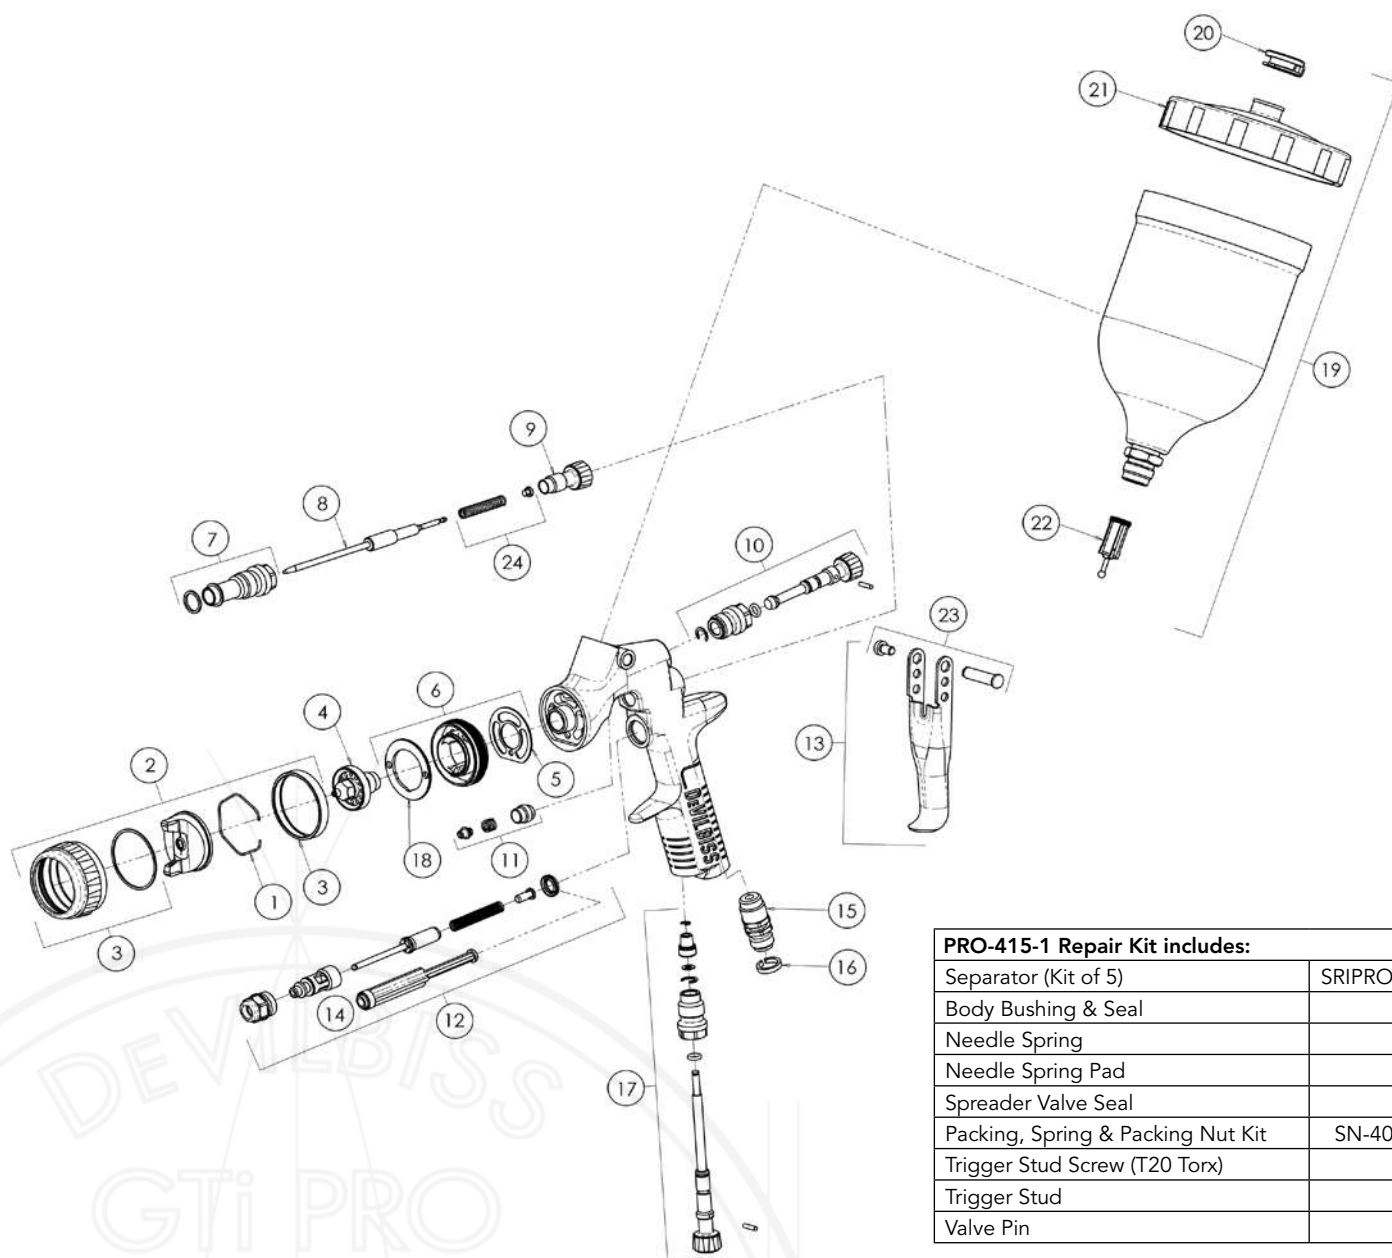 20
21
19
9
8
7
24
22
10
23
6
4
13
2
5
18
11
3
1
3
15
16
14
12
17
DEVILBISS
DEVILBISS
GTi PRO
PRO-415-1 Repair Kit includes:
Separator (Kit of 5) SRIPRO
Body Bushing & Seal
Needle Spring
Needle Spring Pad
Spreader Valve Seal
Packing, Spring & Packing Nut Kit SN-40
Trigger Stud Screw (T20 Torx)
Trigger Stud
Valve Pin